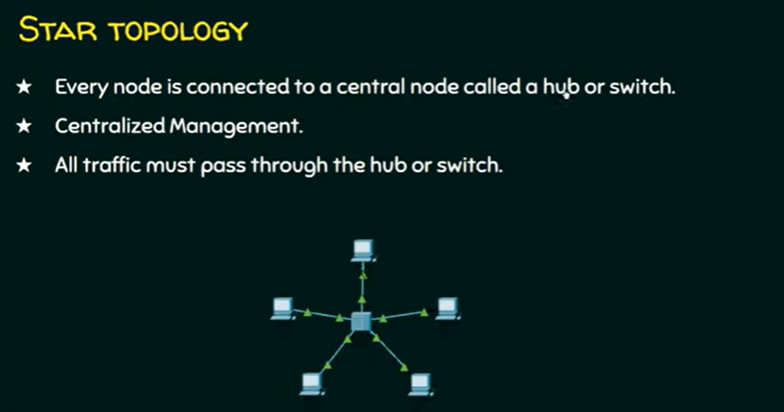 STAR TOPOLOGY
★ Every node is connected to a central node called a hub or switch.
★ Centralized Management.
★ All traffic must pass through the hub or switch.